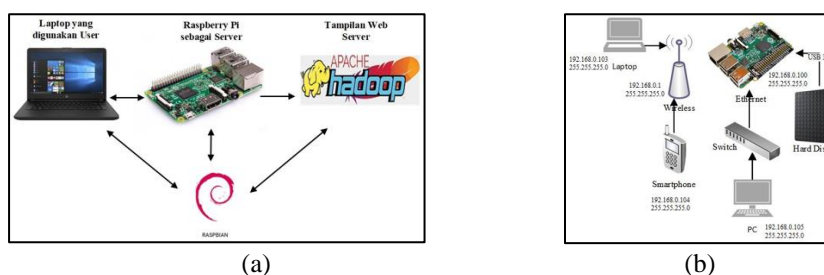 Laptop yang
digunakan User
Raspberry Pi
sebagai Server
Tampilan Web
Server
APACHE
hadoop
RASPBIAN
(a)
192.168.0.103
255.255.255.0
Laptop
192.168.0.1
255.255.255.0
Wireless
192.168.0.100
255.255.255.0
Ethernet
USB
Switch
Hard Dis
Smartphone
192.168.0.104
255.255.255.0
PC
192.168.0.105
255.255.255.0
(b)